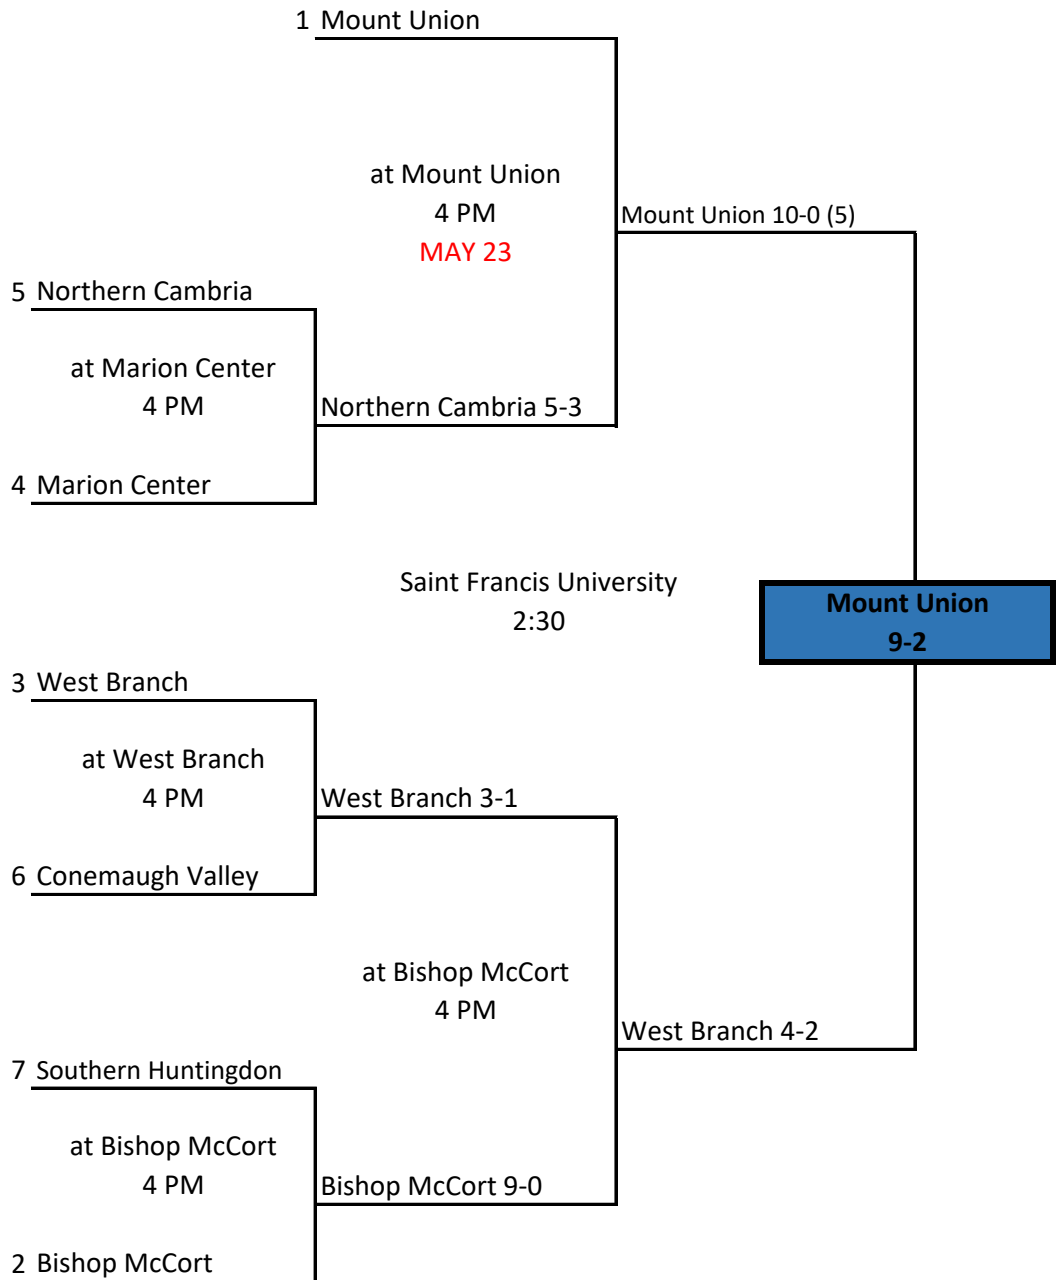 1 Mount Union
at Mount Union
4 PM
MAY 23
Mount Union 10-0 (5)
5 Northern Cambria
at Marion Center
4 PM
Northern Cambria 5-3
4 Marion Center
Saint Francis University
2:30
Mount Union
9-2
3 West Branch
at West Branch
4 PM
West Branch 3-1
6 Conemaugh Valley
at Bishop McCort
4 PM
West Branch 4-2
7 Southern Huntingdon
at Bishop McCort
4 PM
Bishop McCort 9-0
2 Bishop McCort